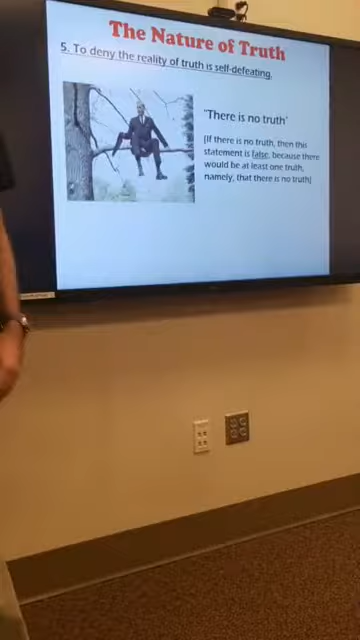 The Nature of Truth
5. To deny the reality of truth is self-defeating.
"There is no truth'
[If there is no truth, then this
statement is false, because there
would be at least one truth,
namely, that there is no truth]